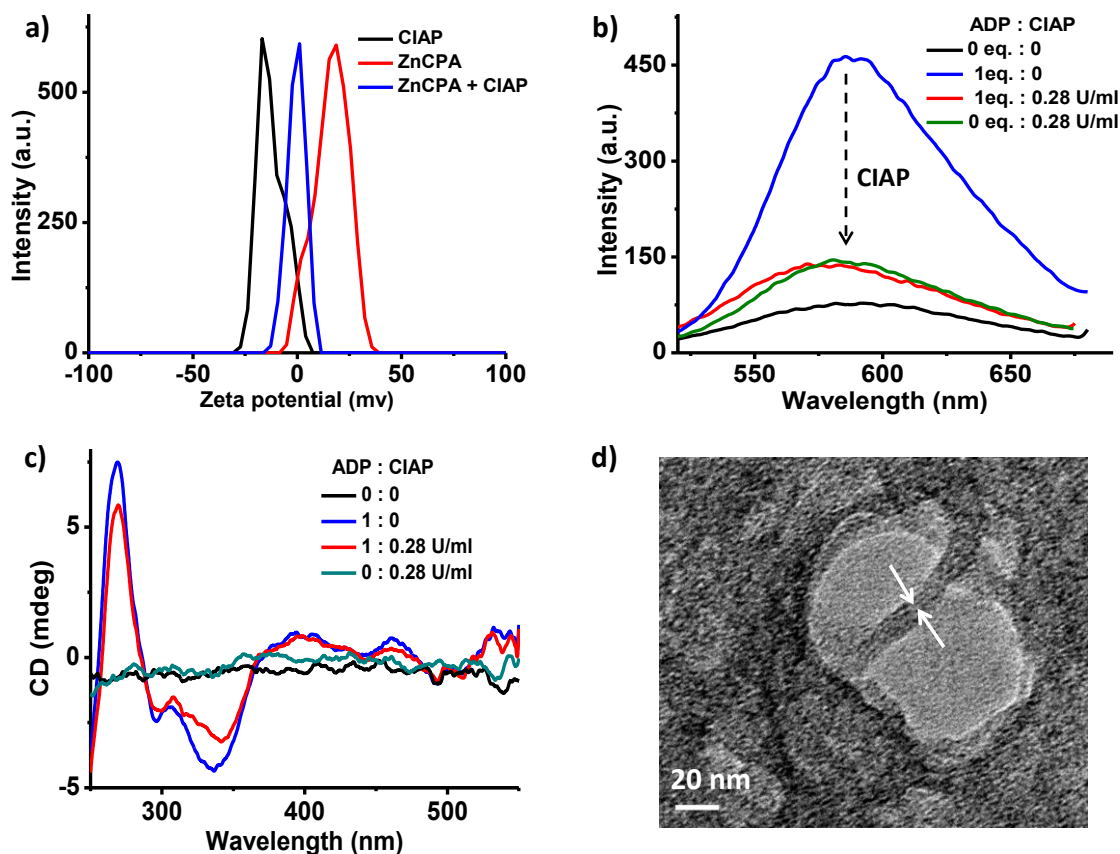 a)
CIAP
ZnCPA
ZnCPA + CIAP
500
250
0
Intensity (a.u.)
-100
-50
0
50
100
Zeta potential (mv)
b)
ADP : CIAP
0 eq. : 0
1eq. : 0
1eq. : 0.28 U/ml
0 eq. : 0.28 U/ml
CIAP
450
300
150
0
Intensity (a.u.)
550
600
650
Wavelength (nm)
c)
ADP : CIAP
0 : 0
1 : 0
1 : 0.28 U/ml
0 : 0.28 U/ml
5
0
-5
CD (mdeg)
300
400
500
Wavelength (nm)
d)
20 nm